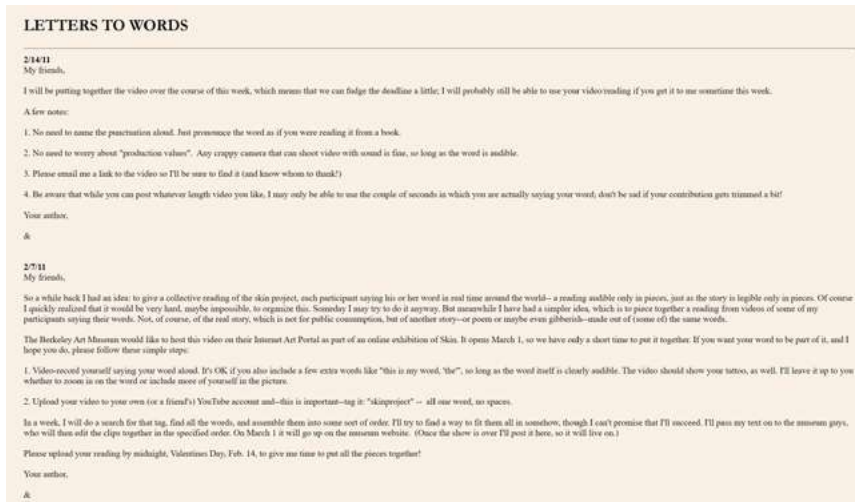 LETTERS TO WORDS
2/14/11
My friends,
I will be putting together the video over the course of this week, which means that we can fudge the deadline a little; I will probably still be able to use your video/reading if you get it to me sometime this week.
A few notes:
1. No need to name the punctuation aloud. Just pronounce the word as if you were reading it from a book.
2. No need to worry about "production values".  Any crappy camera that can shoot video with sound is fine, so long as the word is audible.
3. Please email me a link to the video so I'll be sure to find it (and know whom to thank!)
4. Be aware that while you can post whatever length video you like, I may only be able to use the couple of seconds in which you are actually saying your word; don't be sad if your contribution gets trimmed a bit!
Your author,
&
2/7/11
My friends,
So a while back I had an idea: to give a collective reading of the skin project, each participant saying his or her word in real time around the world-- a reading audible only in pieces, just as the story is legible only in pieces. Of course
I quickly realized that it would be very hard, maybe impossible, to organize this. Someday I may try to do it anyway. But meanwhile I have had a simpler idea, which is to piece together a reading from videos of some of my
participants saying their words. Not, of course, of the real story, which is not for public consumption, but of another story--or poem or maybe even gibberish--made out of (some of) the same words.
The Berkeley Art Museum would like to host this video on their Internet Art Portal as part of an online exhibition of Skin. It opens March 1, so we have only a short time to put it together. If you want your word to be part of it, and I
hope you do, please follow these simple steps:
1. Video-record yourself saying your word aloud. It's OK if you also include a few extra words like "this is my word, 'the'", so long as the word itself is clearly audible. The video should show your tattoo, as well. I'll leave it up to you
whether to zoom in on the word or include more of yourself in the picture.
2. Upload your video to your own (or a friend's) YouTube account and--this is important--tag it: "skinproject" -- all one word, no spaces.
In a week, I will do a search for that tag, find all the words, and assemble them into some sort of order. I'll try to find a way to fit them all in somehow, though I can't promise that I'll succeed. I'll pass my text on to the museum guys,
who will then edit the clips together in the specified order. On March 1 it will go up on the museum website. (Once the show is over I'll post it here, so it will live on.)
Please upload your reading by midnight, Valentines Day, Feb. 14, to give me time to put all the pieces together!
Your author,
&